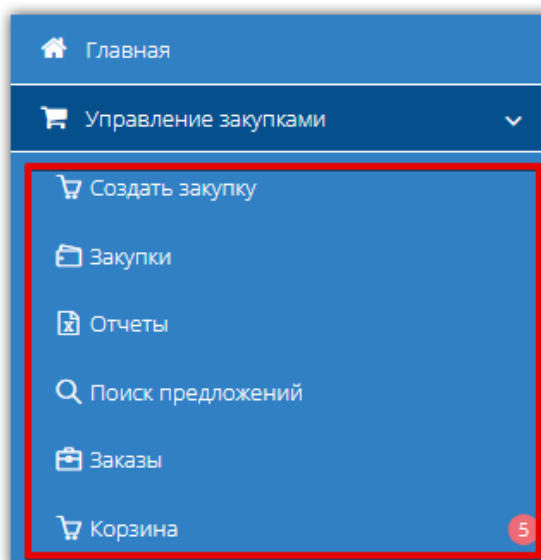 Главная
Управление закупками
Создать закупку
Закупки
Отчеты
Поиск предложений
Заказы
Корзина 5